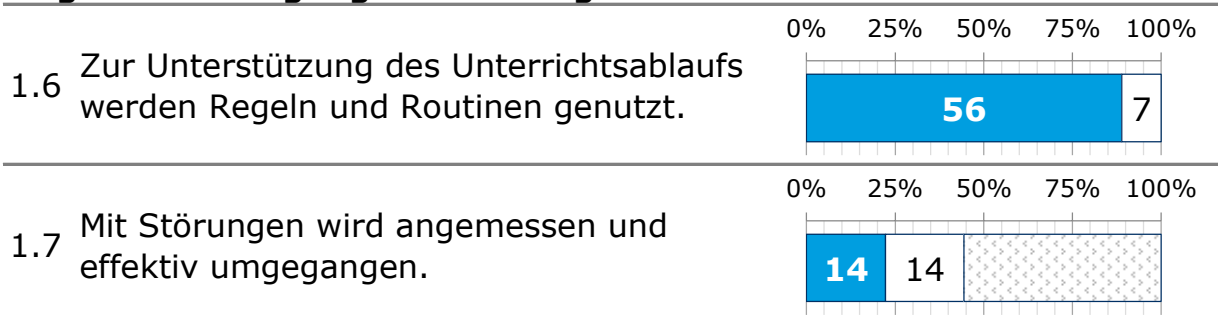 0% 25% 50% 75% 100%
1.6 Zur Unterstützung des Unterrichtsablaufs
werden Regeln und Routinen genutzt.
56 7
0% 25% 50% 75% 100%
1.7 Mit Störungen wird angemessen und
effektiv umgegangen.
14 14